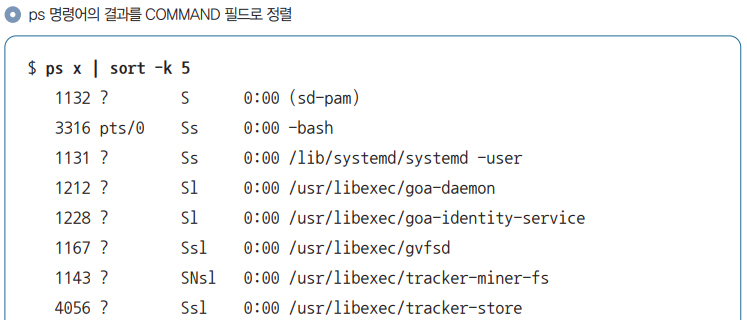 ps 명령어의 결과를 COMMAND 필드로 정렬
$ ps x | sort -k 5
1132 ? S 0:00 (sd-pam)
3316 pts/0 Ss 0:00 -bash
1131 ? Ss 0:00 /lib/systemd/systemd -user
1212 ? Sl 0:00 /usr/libexec/goa-daemon
1228 ? Sl 0:00 /usr/libexec/goa-identity-service
1167 ? Ssl 0:00 /usr/libexec/gvfsd
1143 ? SNsl 0:00 /usr/libexec/tracker-miner-fs
4056 ? Ssl 0:00 /usr/libexec/tracker-store